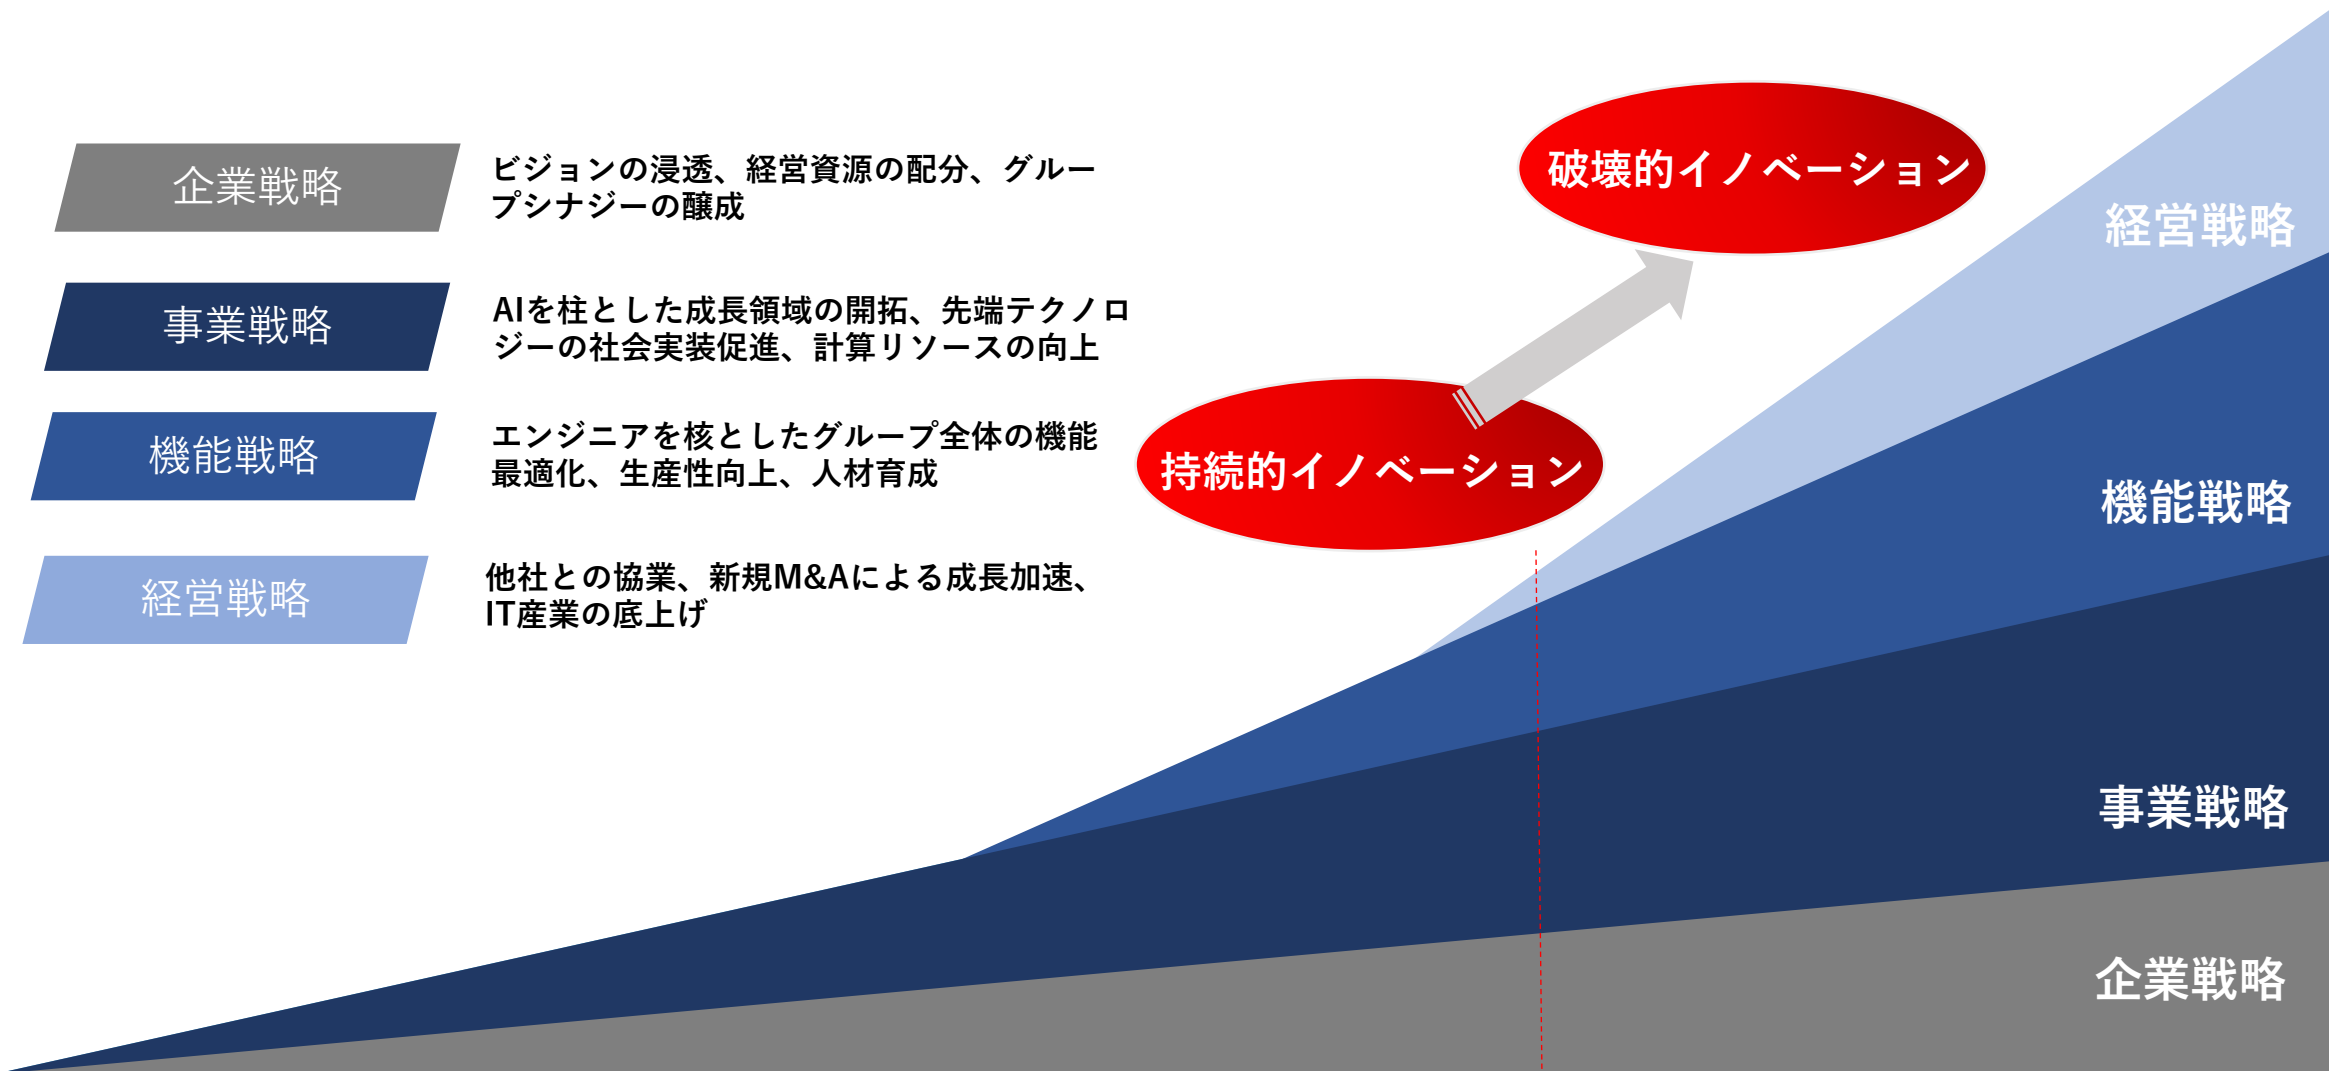 企業戦略
ビジョンの浸透、経営資源の配分、グルー
プシナジーの醸成
事業戦略
AIを柱とした成長領域の開拓、先端テクノロ
ジーの社会実装促進、計算リソースの向上
機能戦略
エンジニアを核としたグループ全体の機能
最適化、生産性向上、人材育成
経営戦略
他社との協業、新規M&Aによる成長加速、
IT産業の底上げ
破壊的イノベーション
持続的イノベーション
経営戦略
機能戦略
事業戦略
企業戦略